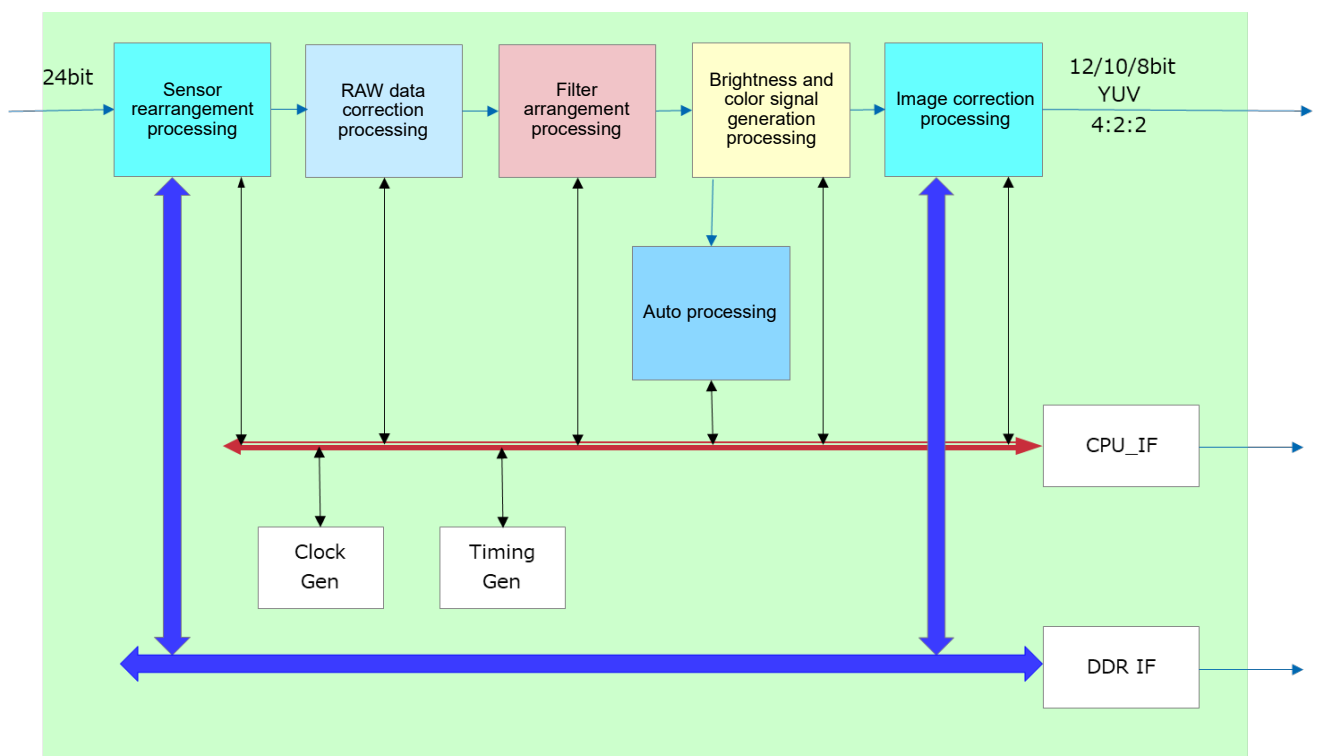 24bit
Sensor
rearrangement
processing
RAW data
correction
processing
Filter
arrangement
processing
Brightness and
color signal
generation
processing
Image correction
processing
12/10/8bit
YUV
4:2:2
Auto processing
CPU_IF
Clock
Gen
Timing
Gen
DDR IF